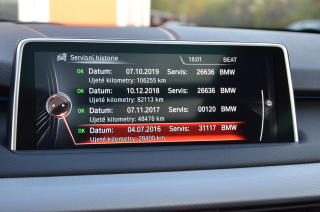 Servisní historie 16:01 BEAT
OK Datum: 07.10.2019 Servis: 26636 BMW
Ujeté kilometry: 106255 km
OK Datum: 10.12.2018 Servis: 26636 BMW
Ujeté kilometry: 82113 km
OK Datum: 07.11.2017 Servis: 00120 BMW
Ujeté kilometry: 48476 km
OK Datum: 04.07.2016 Servis: 31117 BMW
Ujeté kilometry: 29400 km